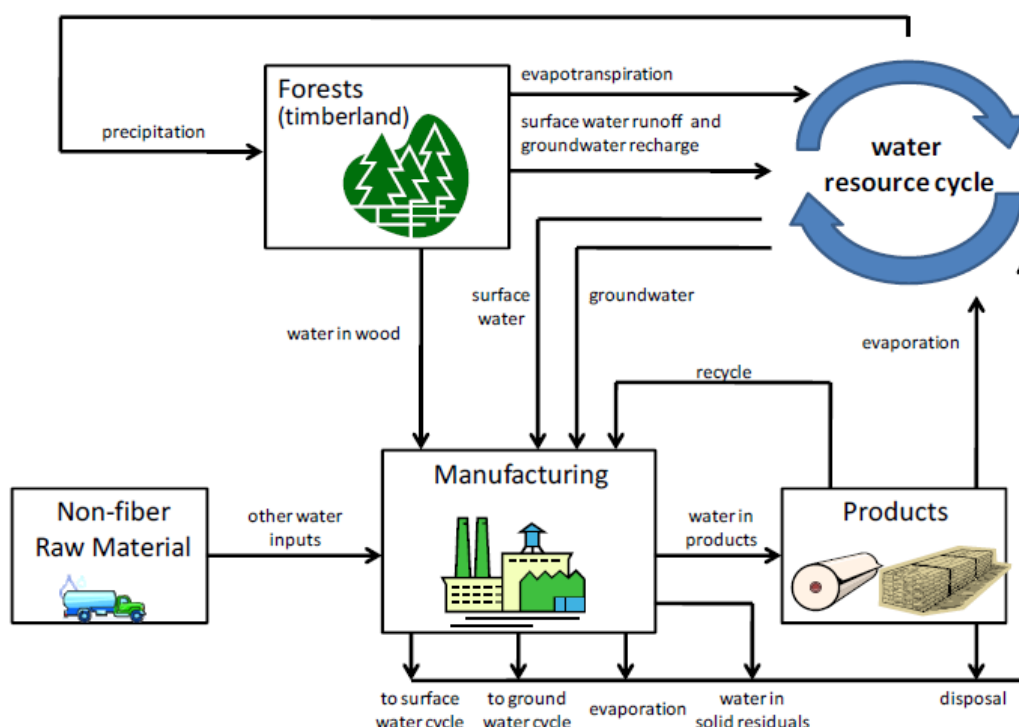 Forests
(timberland)
evapotranspiration
precipitation
surface water runoff and
groundwater recharge
water
resource cycle
surface
water
groundwater
water in wood
evaporation
recycle
Manufacturing
Non-fiber
Raw Material
other water
inputs
water in
products
Products
to surface
water cycle
to ground
water cycle
evaporation
water in
solid residuals
disposal